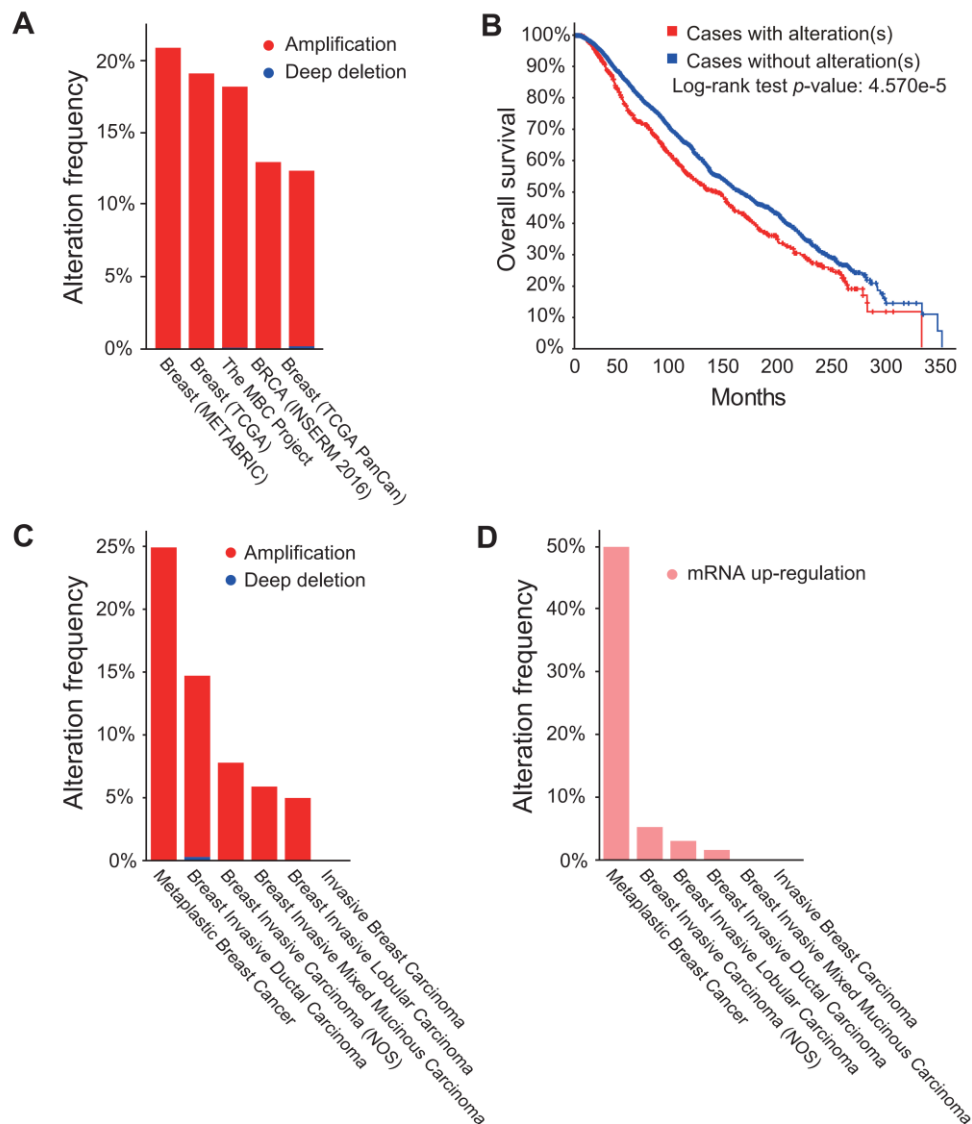 A
Alteration frequency
20%
15%
10%
5%
0%
Amplification
Deep deletion
Breast (METABRIC)
Breast (TCGA)
The MBC Project
BRCA (INSERM 2016)
Breast (TCGA PanCan)
B
Overall survival
100%
90%
80%
70%
60%
50%
40%
30%
20%
10%
0%
Cases with alteration(s)
Cases without alteration(s)
Log-rank test p-value: 4.570e-5
50 100 150 200 250 300 350
Months
C
Alteration frequency
25%
20%
15%
10%
5%
0%
Amplification
Deep deletion
Metaplastic Breast Cancer
Breast Invasive Ductal Carcinoma
Breast Invasive Carcinoma (NOS)
Breast Invasive Mixed Mucinous Carcinoma
Breast Invasive Lobular Carcinoma
Invasive Breast Carcinoma
D
Alteration frequency
50%
40%
30%
20%
10%
0%
mRNA up-regulation
Metaplastic Breast Cancer
Breast Invasive Carcinoma (NOS)
Breast Invasive Lobular Carcinoma
Breast Invasive Ductal Carcinoma
Breast Invasive Mixed Mucinous Carcinoma
Invasive Breast Carcinoma